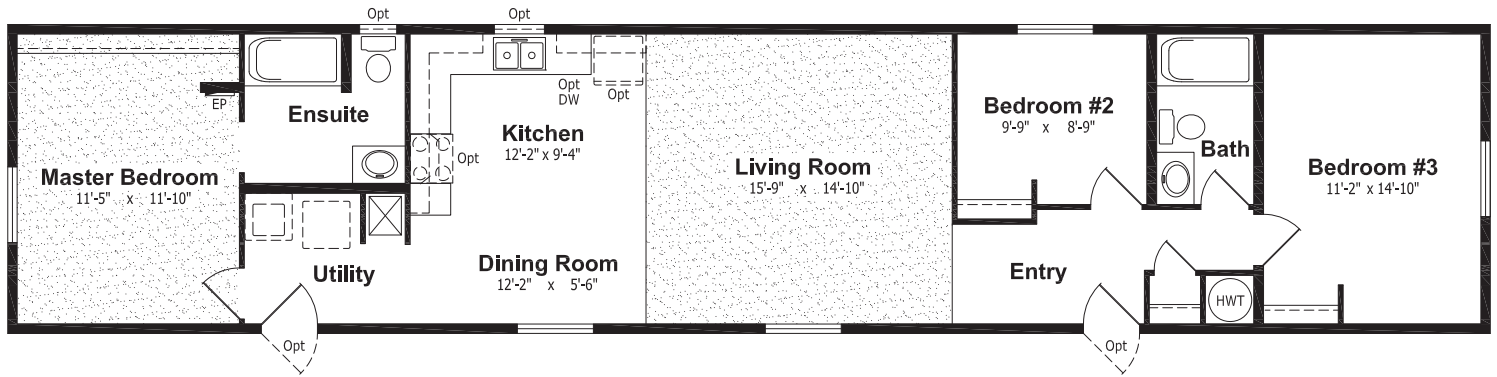 Opt
Opt
EP
Ensuite
Opt
DW
Opt
Kitchen
12'-2" x 9'-4"
Opt
Master Bedroom
11'-5" x 11'-10"
Living Room
15'-9" x 14'-10"
Bedroom #2
9'-9" x 8'-9"
Bath
Bedroom #3
11'-2" x 14'-10"
Utility
Dining Room
12'-2" x 5'-6"
Entry
HWT
Opt
Opt